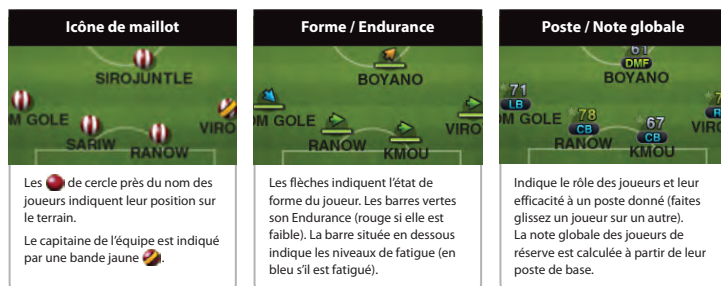 Icône de maillot
SIROJUNTLE
OM GOLE
VIRO
SARIW
RANOW
Les de cercle près du nom des
joueurs indiquent leur position sur
le terrain.
Le capitaine de l'équipe est indiqué
par une bande jaune .
Forme / Endurance
BOYANO
M GOLE
VIRO
RANOW
KMOU
Les flèches indiquent l'état de
forme du joueur. Les barres vertes
son Endurance (rouge si elle est
faible). La barre située en dessous
indique les niveaux de fatigue (en
bleu s'il est fatigué).
Poste / Note globale
61
DMF
BOYANO
71
LB
OM GOLE
78
CB
RANOW
67
CB
KMOU
7
R
VIRO
Indique le rôle des joueurs et leur
efficacité à un poste donné (faites
glissez un joueur sur un autre).
La note globale des joueurs de
réserve est calculée à partir de leur
poste de base.